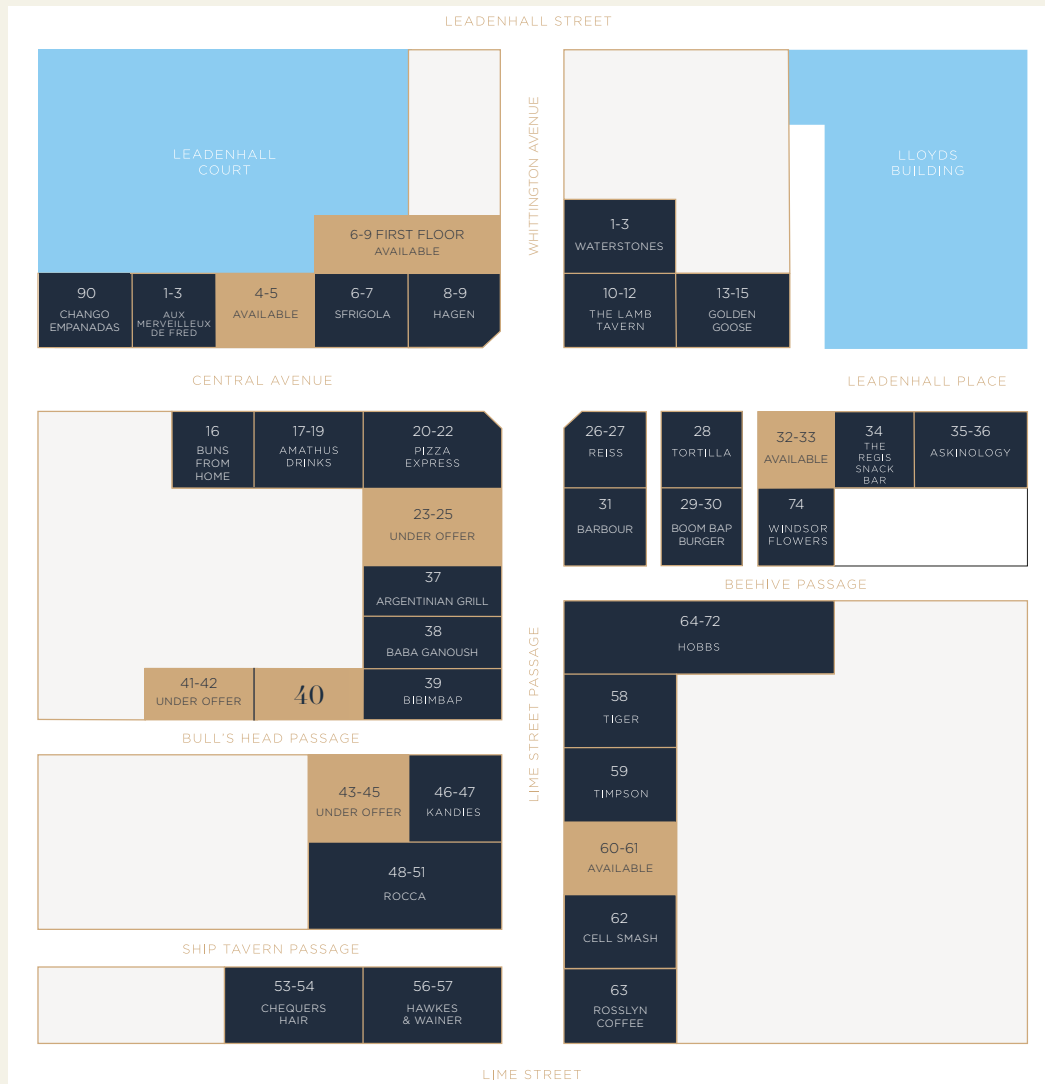 LEADENHALL STREET
LEADENHALL
COURT
WHITTINGTON AVENUE
LLOYDS
BUILDING
6-9 FIRST FLOOR
AVAILABLE
1-3
WATERSTONES
90
CHANGO
EMPANADAS
1-3
AUX
MERVEILLEUX
DE FRED
4-5
AVAILABLE
6-7
SFRIGOLA
8-9
HAGEN
10-12
THE LAMB
TAVERN
13-15
GOLDEN
GOOSE
CENTRAL AVENUE
LEADENHALL PLACE
16
BUNS
FROM
HOME
17-19
AMATHUS
DRINKS
20-22
PIZZA
EXPRESS
26-27
REISS
28
TORTILLA
32-33
AVAILABLE
34
THE
REGIS
SNACK
BAR
35-36
ASKINOLOGY
23-25
UNDER OFFER
31
BARBOUR
29-30
BOOM BAP
BURGER
74
WINDSOR
FLOWERS
37
ARGENTINIAN GRILL
BEEHIVE PASSAGE
38
BABA GANOUSH
64-72
HOBBS
LIME STREET PASSAGE
41-42
UNDER OFFER
40
39
BIBIMBAP
58
TIGER
BULL'S HEAD PASSAGE
59
TIMPSON
43-45
UNDER OFFER
46-47
KANDIES
48-51
ROCCA
60-61
AVAILABLE
62
CELL SMASH
SHIP TAVERN PASSAGE
53-54
CHEQUERS
HAIR
56-57
HAWKES
& WAINER
63
ROSSLYN
COFFEE
LIME STREET